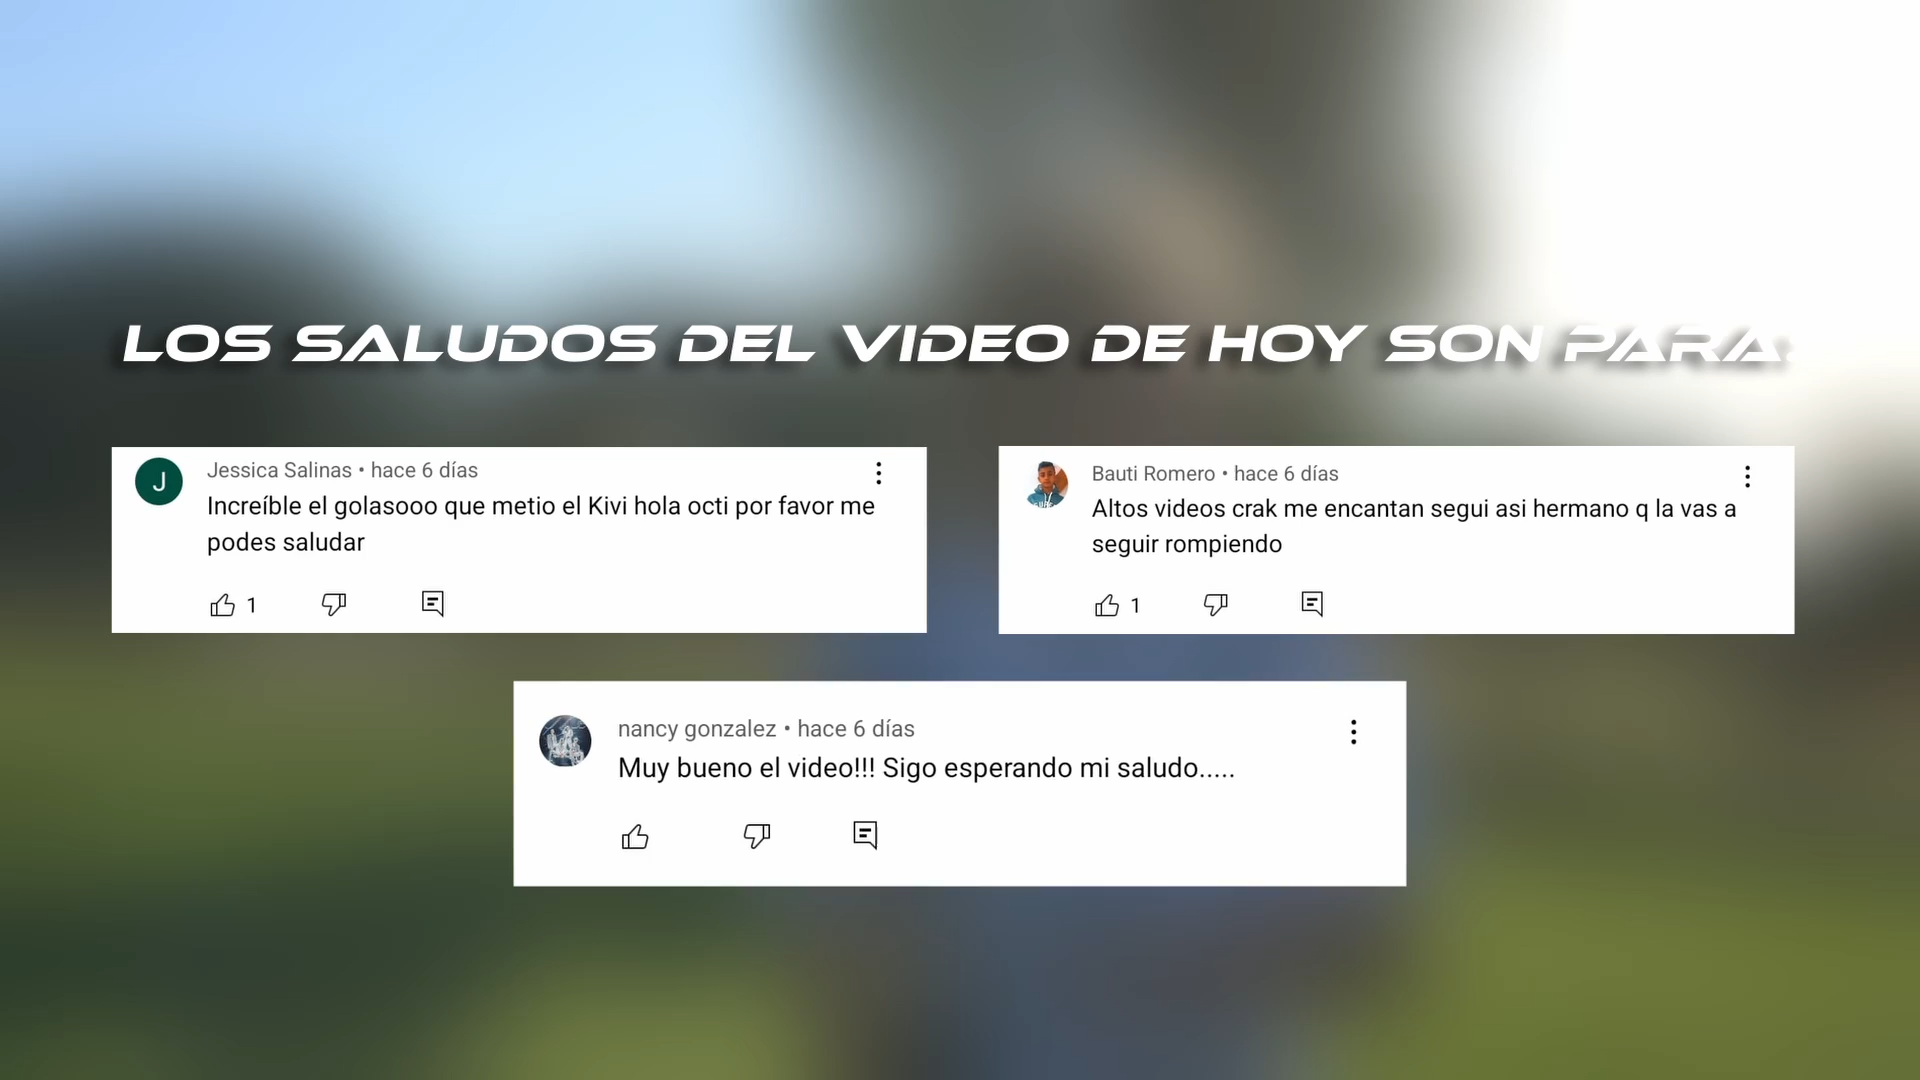 LOS SALUDOS DEL VIDEO DE HOY SON PARA:
J
Jessica Salinas • hace 6 días
Increíble el golasooo que metio el Kivi hola octi por favor me
podes saludar
1
Bauti Romero • hace 6 días
Altos videos crak me encantan segui asi hermano q la vas a
seguir rompiendo
1
nancy gonzalez • hace 6 días
Muy bueno el video!!! Sigo esperando mi saludo.....